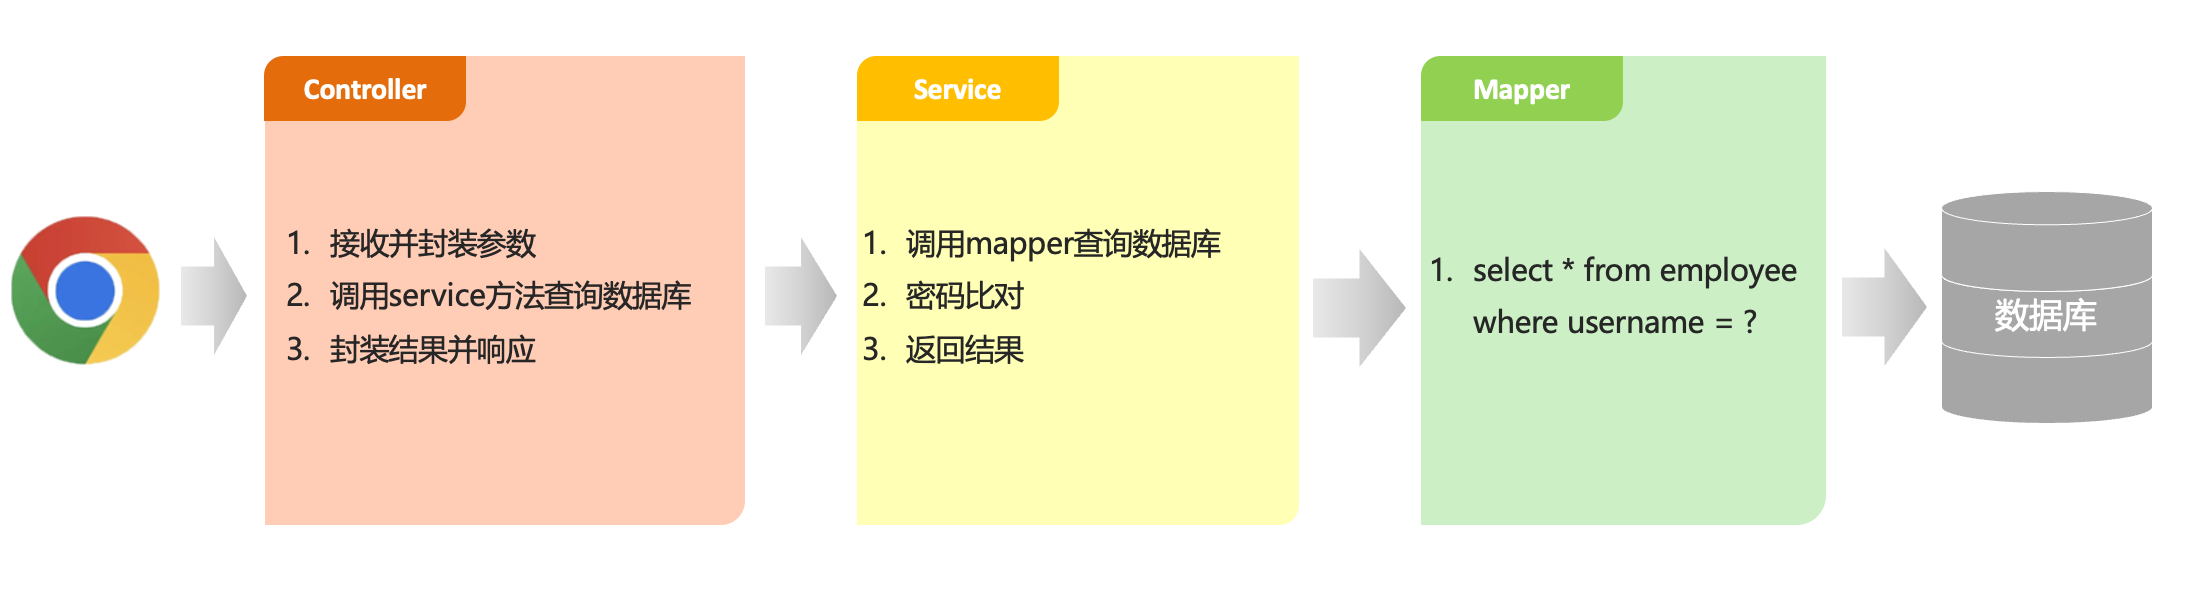 Controller
1. 接收并封装参数
2. 调用service方法查询数据库
3. 封装结果并响应
Service
1. 调用mapper查询数据库
2. 密码比对
3. 返回结果
Mapper
1. select * from employee
where username = ?
数据库